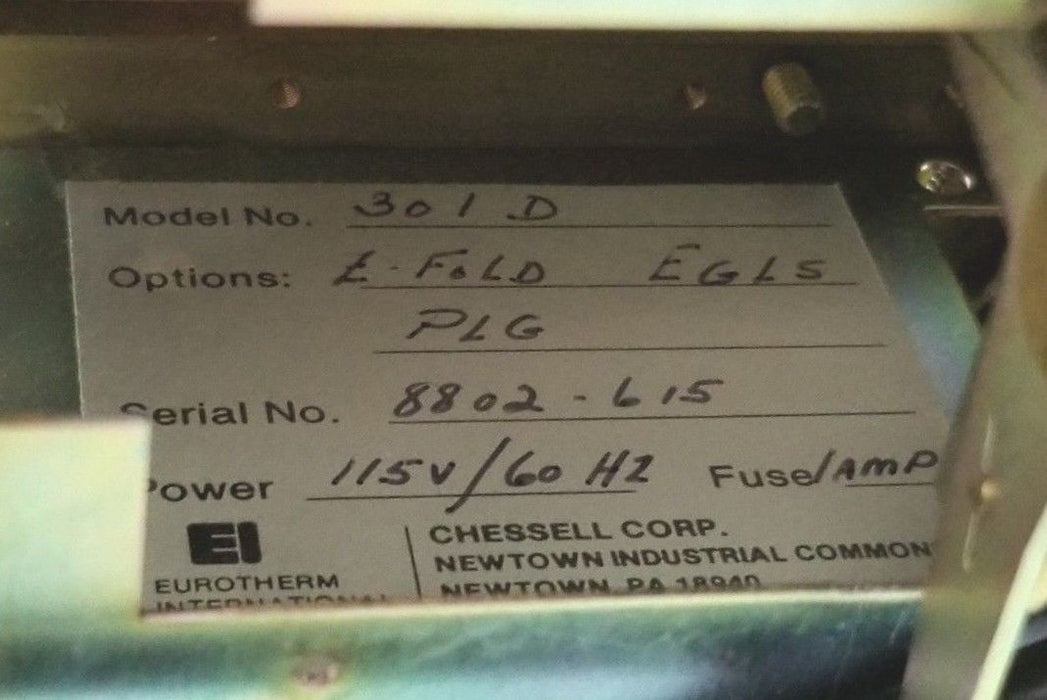 Model No. 301 D
Options: Z-FOLD EGLS
PLG
Serial No. 8802-615
Power 115V/60 HZ Fuse/AMP
EI
EUROTHERM
INTERNATIONAL
CHESSELL CORP.
NEWTOWN INDUSTRIAL COMMON
NEWTOWN, PA 18940